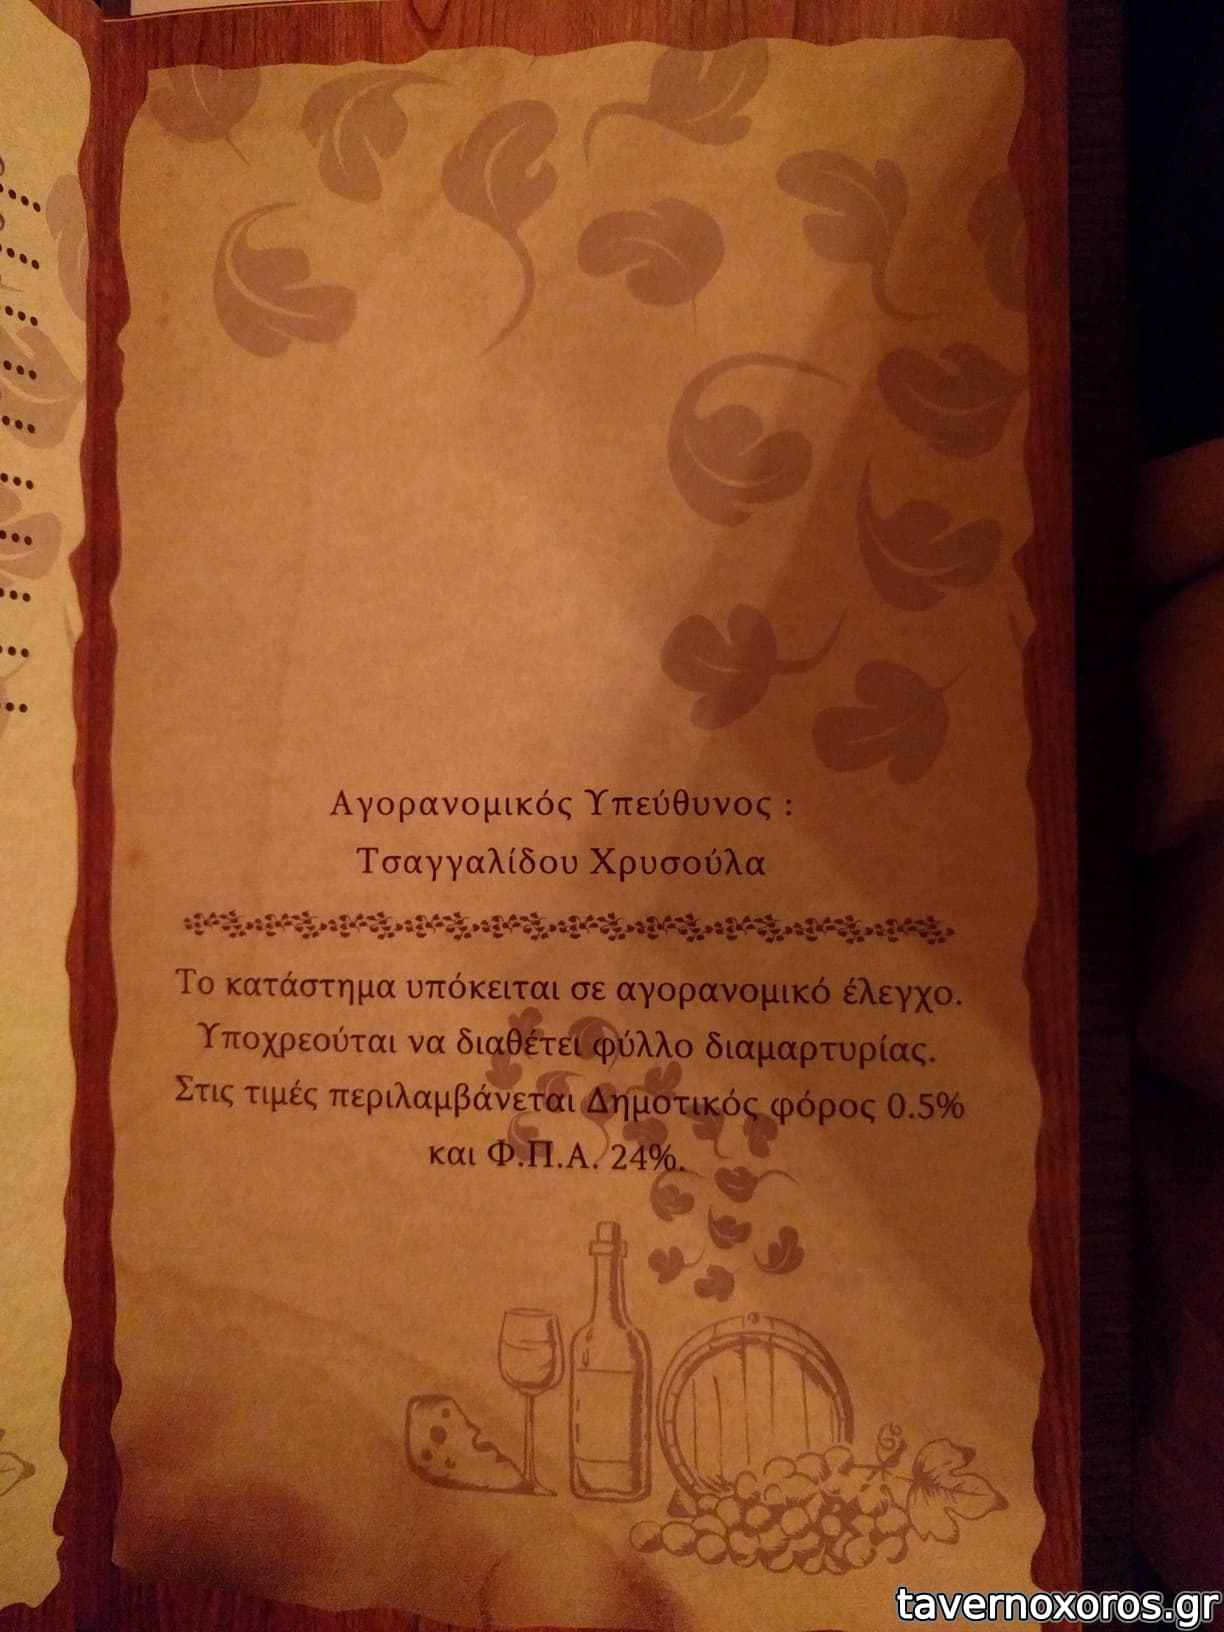 Αγορανομικός Υπεύθυνος :
Τσαγγαλίδου Χρυσούλα
Το κατάστημα υπόκειται σε αγορανομικό έλεγχο.
Υποχρεούται να διαθέτει φύλλο διαμαρτυρίας.
Στις τιμές περιλαμβάνεται Δημοτικός φόρος 0.5%
και Φ.Π.Α. 24%.
tavernoxoros.gr